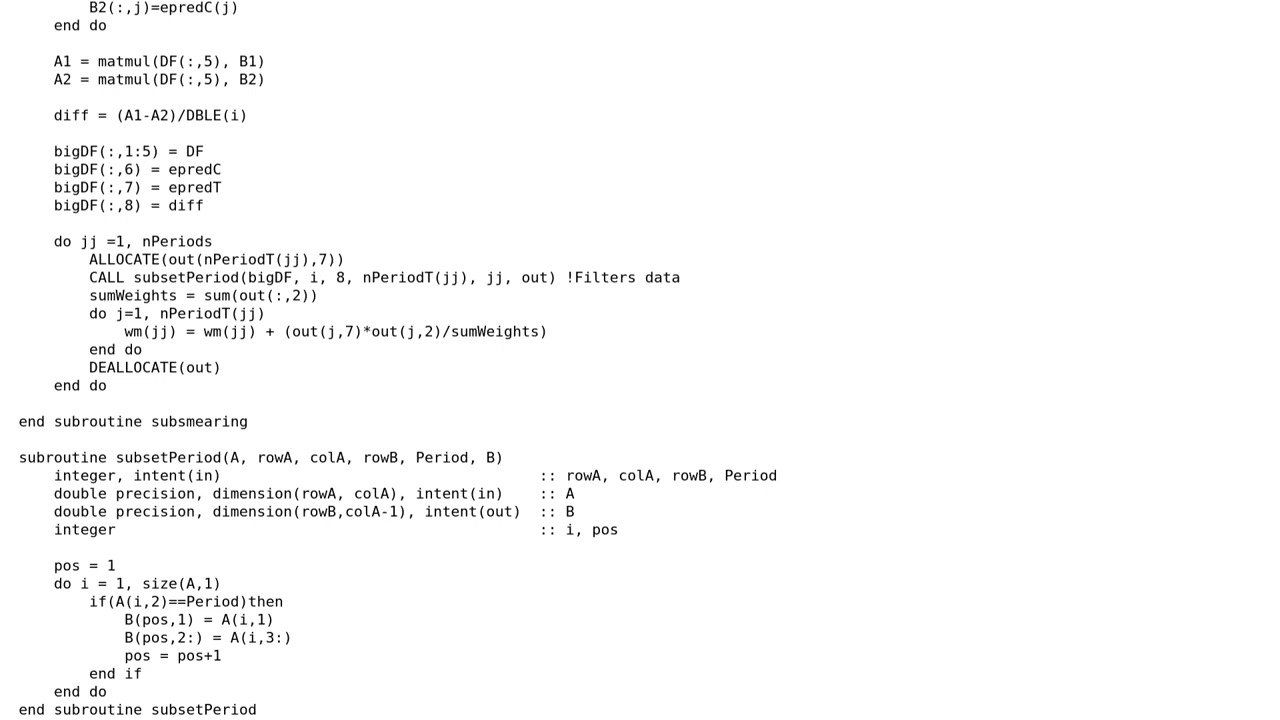 B2(:,j)=epredC(j)
    end do

    A1 = matmul(DF(:,5), B1)
    A2 = matmul(DF(:,5), B2)

    diff = (A1-A2)/DBLE(i)

    bigDF(:,1:5) = DF
    bigDF(:,6) = epredC
    bigDF(:,7) = epredT
    bigDF(:,8) = diff

    do jj =1, nPeriods
        ALLOCATE(out(nPeriodT(jj),7))
        CALL subsetPeriod(bigDF, i, 8, nPeriodT(jj), jj, out) !Filters data
        sumWeights = sum(out(:,2))
        do j=1, nPeriodT(jj)
            wm(jj) = wm(jj) + (out(j,7)*out(j,2)/sumWeights)
        end do
        DEALLOCATE(out)
    end do

end subroutine subsmearing

subroutine subsetPeriod(A, rowA, colA, rowB, Period, B)
    integer, intent(in)                                    :: rowA, colA, rowB, Period
    double precision, dimension(rowA, colA), intent(in)    :: A
    double precision, dimension(rowB,colA-1), intent(out)  :: B
    integer                                                :: i, pos

    pos = 1
    do i = 1, size(A,1)
        if(A(i,2)==Period)then
            B(pos,1) = A(i,1)
            B(pos,2:) = A(i,3:)
            pos = pos+1
        end if
    end do
end subroutine subsetPeriod